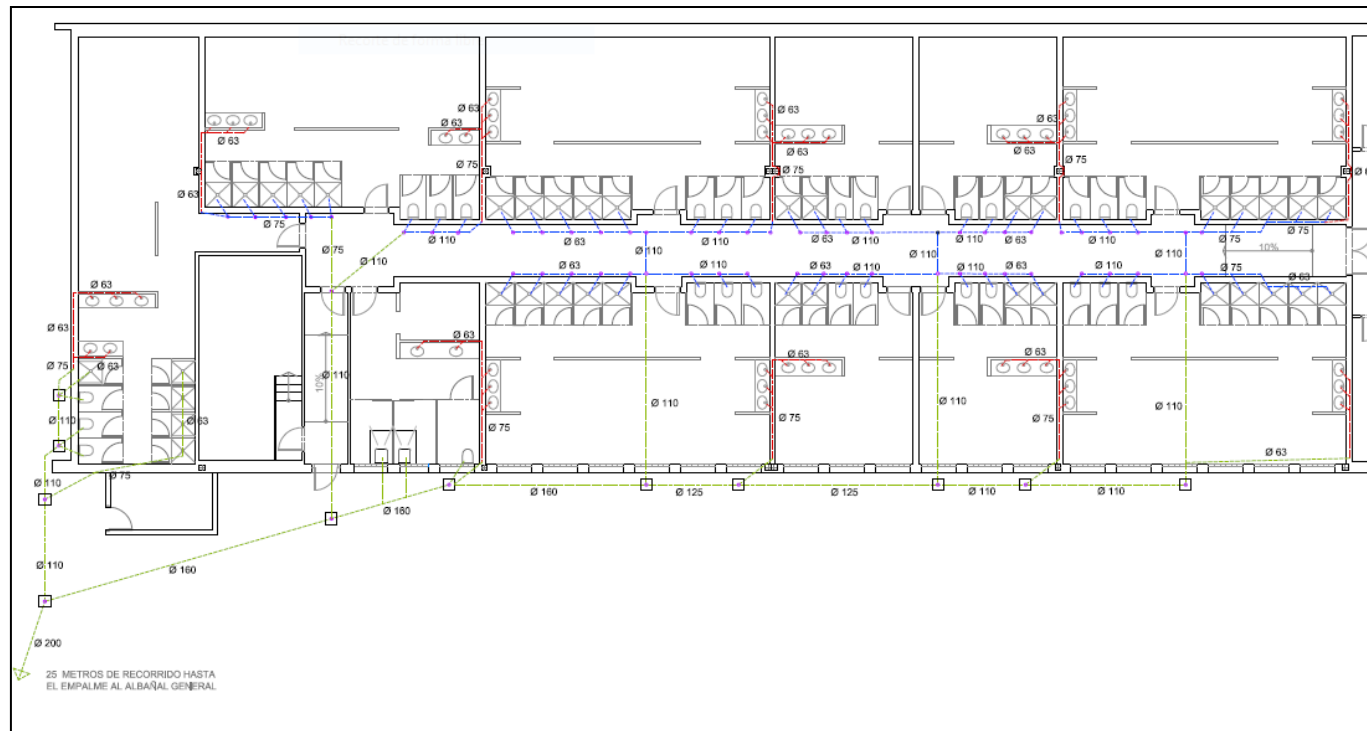 Ø 63
Ø 63
Ø 63
Ø 63
Ø 63
Ø 63
Ø 63
Ø 63
Ø 75
Ø 75
Ø 75
Ø 63
Ø 75
Ø 75
Ø 110
Ø 110
Ø 63
Ø 110
Ø 110
Ø 63
Ø 110
Ø 110
Ø 110
Ø 63
Ø 110
Ø 110
Ø 75
Ø 75
10%
Ø 63
Ø 110
Ø 63
Ø 110
Ø 110
Ø 63
Ø 110
Ø 75
Ø 63
Ø 63
Ø 63
Ø 63
Ø 63
Ø 63
Ø 75
Ø 63
Ø 110
10%
Ø 110
Ø 110
Ø 110
Ø 110
Ø 63
Ø 75
Ø 75
Ø 75
Ø 63
Ø 75
Ø 110
Ø 160
Ø 125
Ø 125
Ø 110
Ø 110
Ø 160
Ø 110
Ø 160
Ø 200
25 METROS DE RECORRIDO HASTA
EL EMPALME AL ALBAÑAL GENERAL